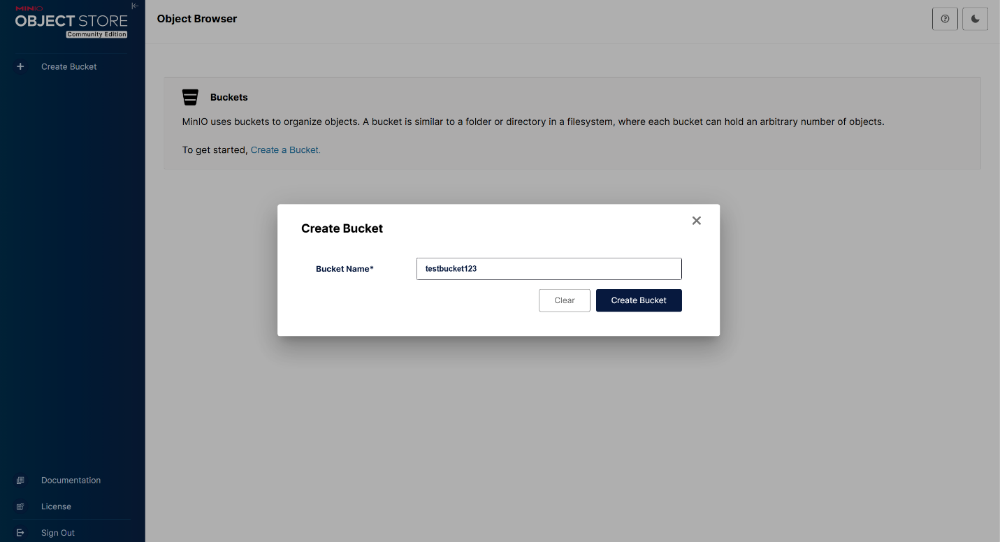 MINIO
OBJECT STORE
Community Edition
Create Bucket
Documentation
License
Sign Out
Object Browser
Buckets
MinIO uses buckets to organize objects. A bucket is similar to a folder or directory in a filesystem, where each bucket can hold an arbitrary number of objects.
To get started, Create a Bucket.
Create Bucket
Bucket Name*
testbucket123
Clear
Create Bucket